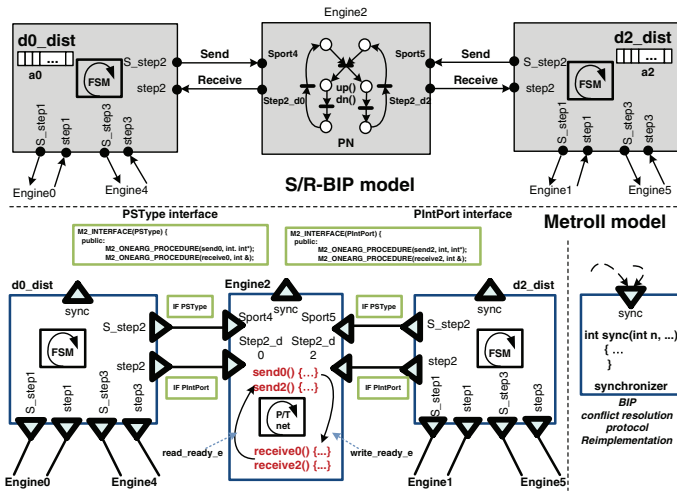 Engine2
d0_dist
...
a0
FSM
S_step2
step2
S_step1
step1
S_step3
step3
Engine0
Engine4
Send
Receive
Sport4
Sport5
Step2_d0
up()
dn()
Step2_d2
PN
Send
Receive
d2_dist
...
a2
FSM
S_step2
step2
S_step1
step1
S_step3
step3
Engine1
Engine5
S/R-BIP model
MetroII model
PSType interface
M2_INTERFACE(PSType) {
public:
M2_ONEARG_PROCEDURE(send0, int. int*);
M2_ONEARG_PROCEDURE(receive0, int &);
PIntPort interface
M2_INTERFACE(PIntPort) {
public:
M2_ONEARG_PROCEDURE(send2, int, int*);
M2_ONEARG_PROCEDURE(receive2, int &);
d0_dist
sync
FSM
S_step2
step2
S_step1
step1
S_step3
step3
Engine0
Engine4
IF PSType
IF PIntPort
Engine2
sync
Sport4
Sport5
Step2_d
0
Step2_d
2
send0() {...}
send2() {...}
P/T
net
receive0() {...}
receive2() {...}
read_ready_e
write_ready_e
IF PSType
IF PIntPort
d2_dist
sync
FSM
S_step2
step2
S_step1
step1
S_step3
step3
Engine1
Engine5
sync
int sync(int n, ...)
{ ...
}
synchronizer
BIP
conflict resolution
protocol
Reimplementation